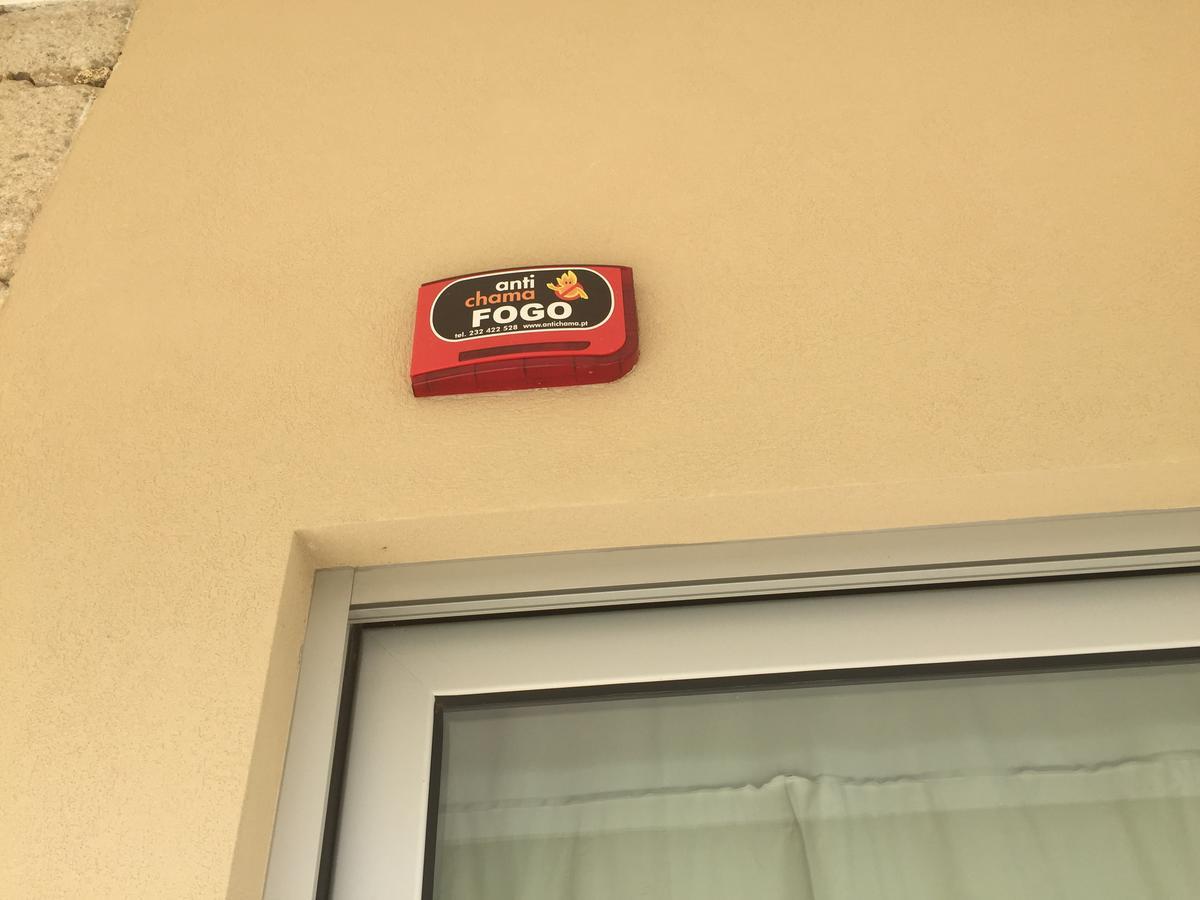 anti
chama
FOGO
tel. 232 422 528 www.antichama.pt